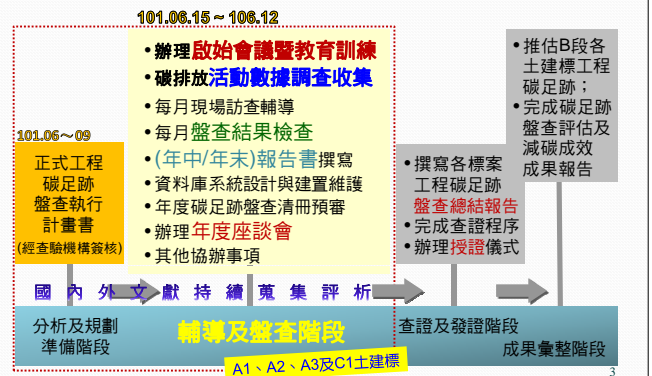 101.06.15 ~ 106.12
•辦理啟始會議暨教育訓練
•碳排放活動數據調查收集
•每月現場訪查輔導
•每月盤查結果檢查
•(年中/年末)報告書撰寫
•資料庫系統設計與建置維護
•年度碳足跡盤查清冊預審
•辦理年度座談會
•其他協辦事項
101.06～09
正式工程
碳足跡
盤查執行
計畫書
(經查驗機構簽核)
•撰寫各標案
工程碳足跡
盤查總結報告
•完成查證程序
•辦理授證儀式
•推估B段各
土建標工程
碳足跡；
•完成碳足跡
盤查評估及
減碳成效
成果報告
國內外文獻持續蒐集評析
分析及規劃
準備階段
輔導及盤查階段
查證及發證階段
成果彙整階段
A1、A2、A3及C1土建標
3